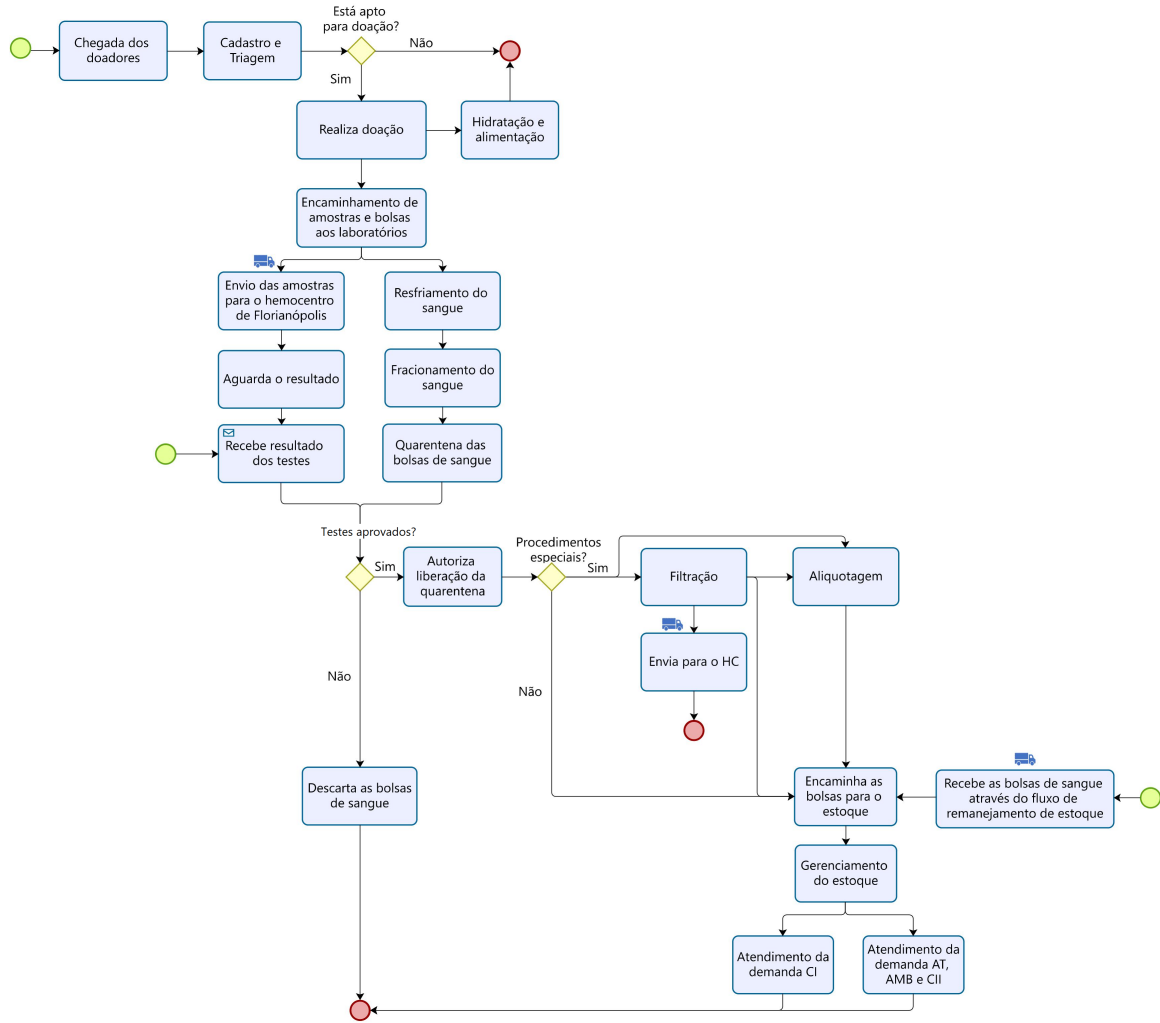 Está apto
para doação?
Chegada dos
doadores
Cadastro e
Triagem
Não
Sim
Realiza doação
Hidratação e
alimentação
Encaminhamento de
amostras e bolsas
aos laboratórios
Envio das amostras
para o hemocentro
de Florianópolis
Resfriamento do
sangue
Aguarda o resultado
Fracionamento do
sangue
Recebe resultado
dos testes
Quarentena das
bolsas de sangue
Testes aprovados?
Sim
Autoriza
liberação da
quarentena
Procedimentos
especiais?
Sim
Filtração
Aliquotagem
Envia para o HC
Não
Não
Descarta as bolsas
de sangue
Encaminha as
bolsas para o
estoque
Recebe as bolsas de sangue
através do fluxo de
remanejamento de estoque
Gerenciamento
do estoque
Atendimento da
demanda CI
Atendimento da
demanda AT,
AMB e CII